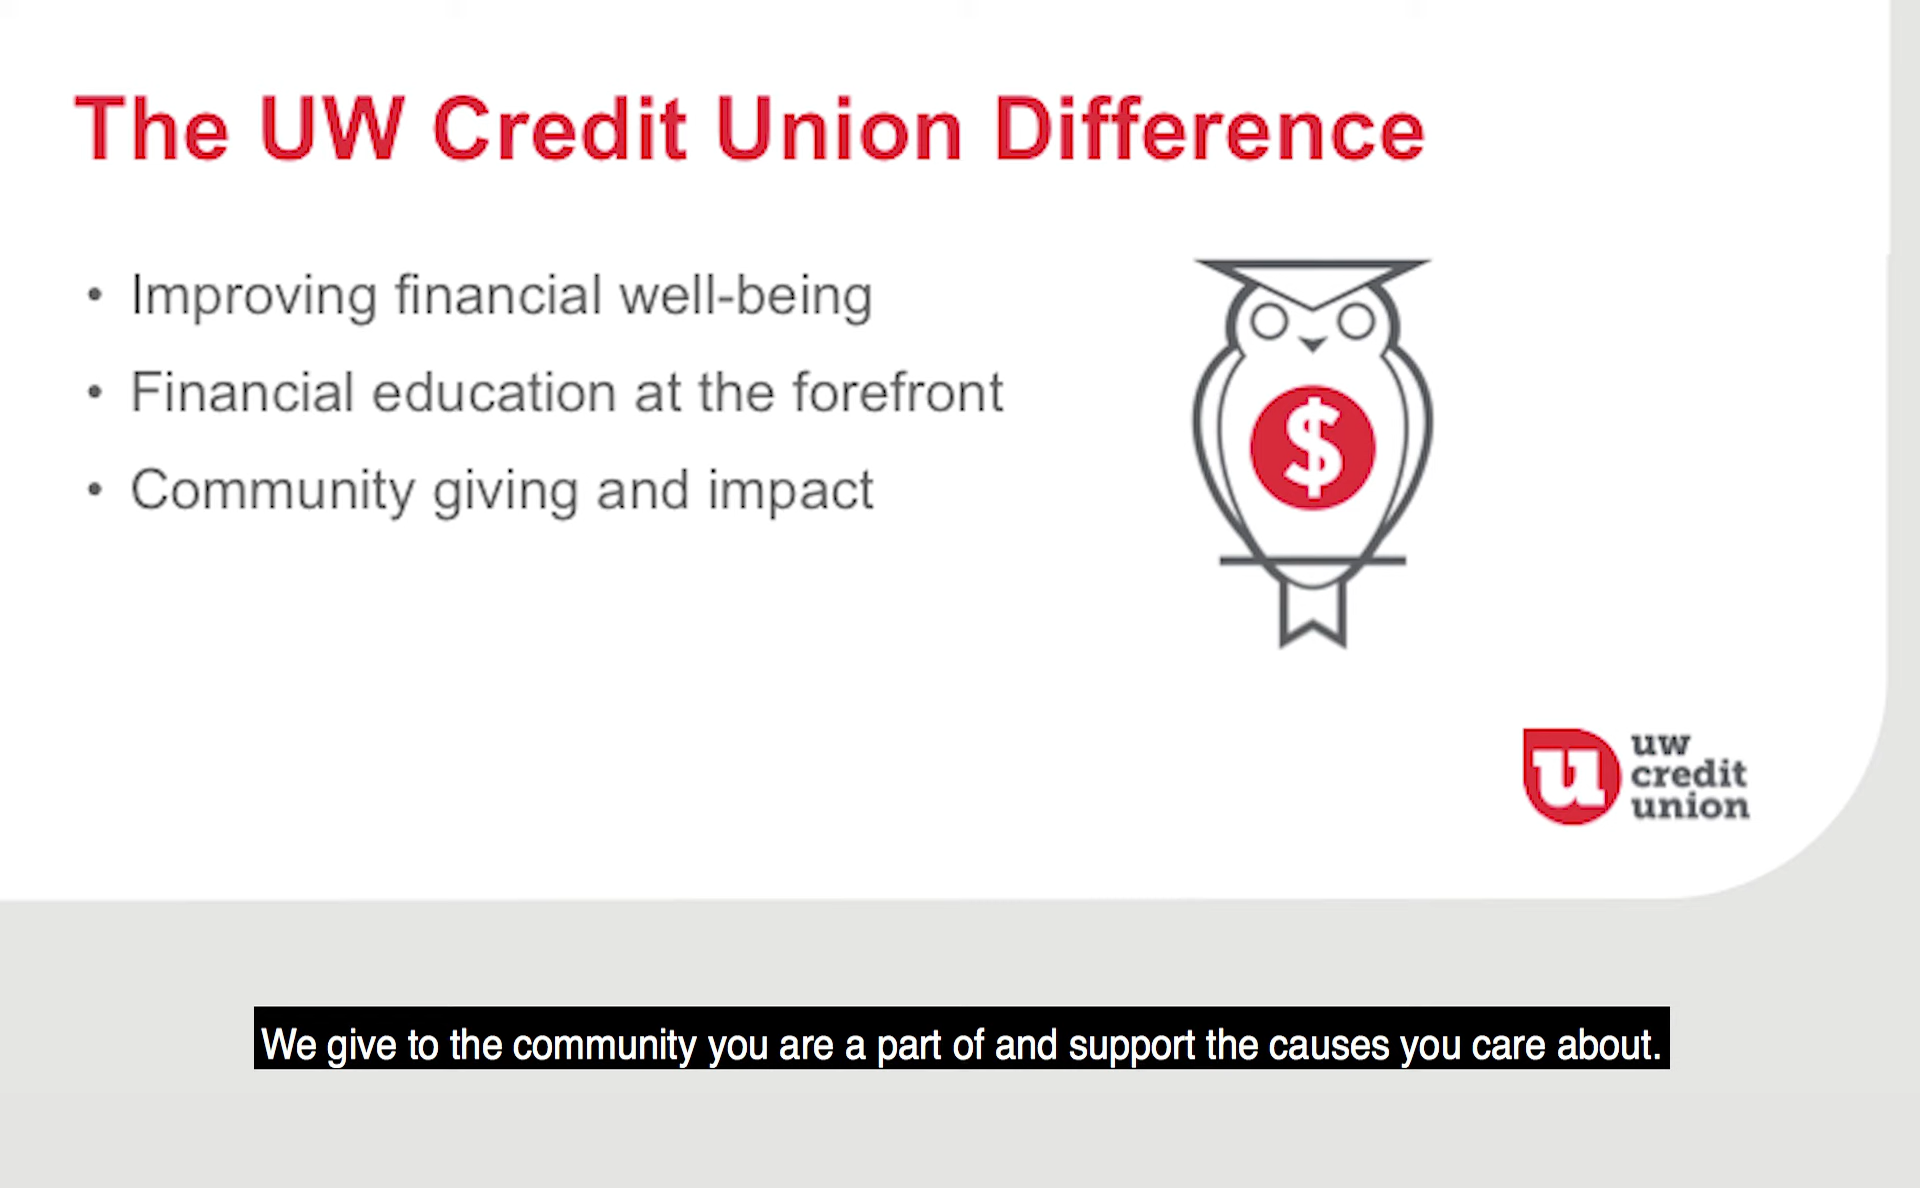 The UW Credit Union Difference
• Improving financial well-being
• Financial education at the forefront
• Community giving and impact
$
u
uw
credit
union
We give to the community you are a part of and support the causes you care about.